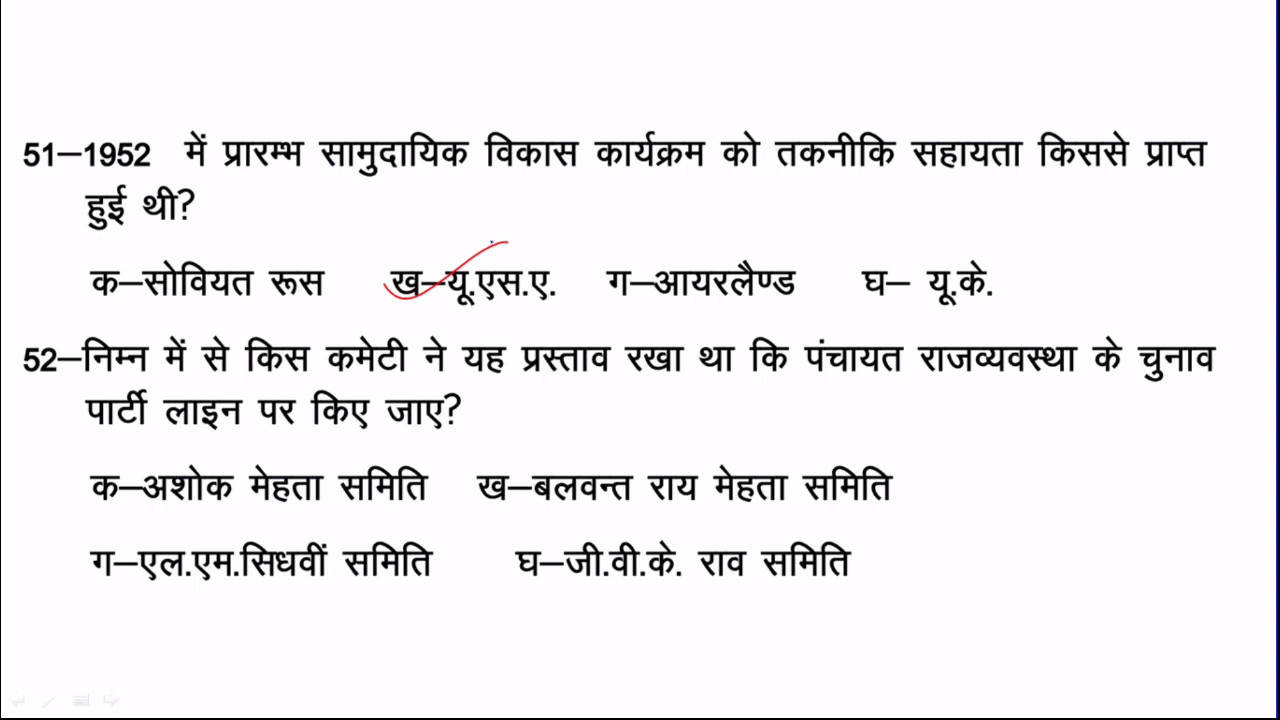 51–1952 में प्रारम्भ सामुदायिक विकास कार्यक्रम को तकनीकि सहायता किससे प्राप्त
हुई थी?
क–सोवियत रूस ख–यू.एस.ए. ग–आयरलैण्ड घ– यू.के.
52–निम्न में से किस कमेटी ने यह प्रस्ताव रखा था कि पंचायत राजव्यवस्था के चुनाव
पार्टी लाइन पर किए जाए?
क–अशोक मेहता समिति ख–बलवन्त राय मेहता समिति
ग–एल.एम.सिधवीं समिति घ–जी.वी.के. राव समिति